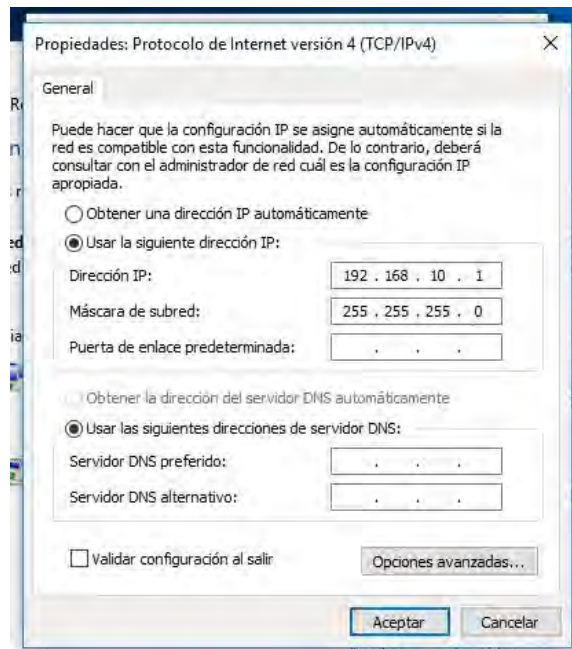 Propiedades: Protocolo de Internet versión 4 (TCP/IPv4)
General
Puede hacer que la configuración IP se asigne automáticamente si la
red es compatible con esta funcionalidad. De lo contrario, deberá
consultar con el administrador de red cuál es la configuración IP
apropiada.
Obtener una dirección IP automáticamente
Usar la siguiente dirección IP:
Dirección IP: 192 . 168 . 10 . 1
Máscara de subred: 255 . 255 . 255 . 0
Puerta de enlace predeterminada: . . .
Obtener la dirección del servidor DNS automáticamente
Usar las siguientes direcciones de servidor DNS:
Servidor DNS preferido: . . .
Servidor DNS alternativo: . . .
Validar configuración al salir
Opciones avanzadas...
Aceptar Cancelar